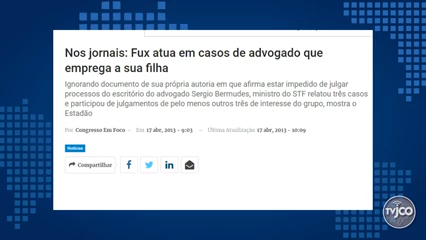 Nos jornais: Fux atua em casos de advogado que
emprega a sua filha
Ignorando documento de sua própria autoria em que afirma estar impedido de julgar
processos do escritório do advogado Sergio Bermudes, ministro do STF relatou três casos
e participou de julgamentos de pelo menos outros três de interesse do grupo, mostra o
Estadão
Por Congresso Em Foco — Em 17 abr, 2013 - 9:03 — Última Atualização 17 abr, 2013 - 10:09
Notícias
Compartilhar
TVJCO